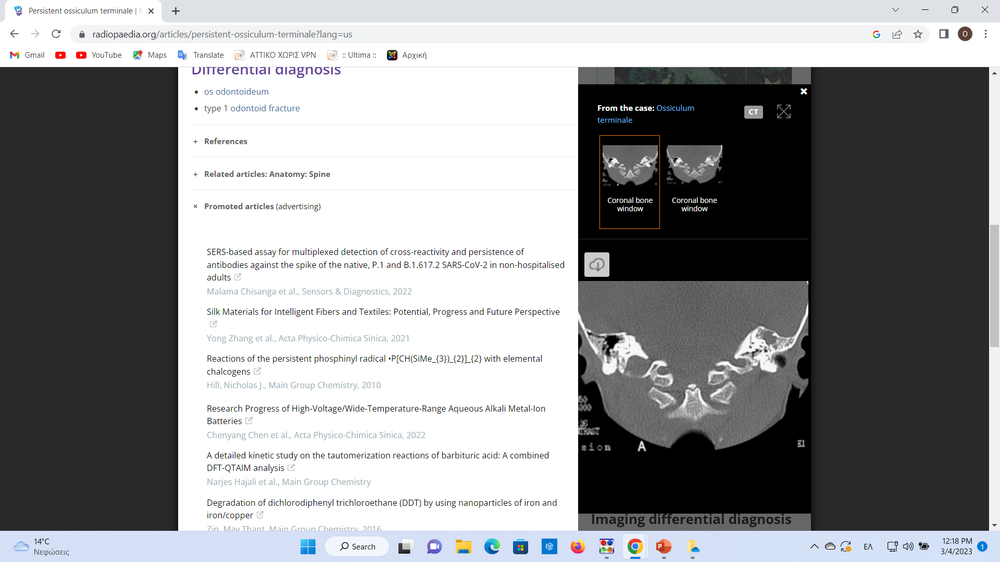 Persistent ossiculum terminale | R
radiopaedia.org/articles/persistent-ossiculum-terminale?lang=us
O
Gmail
YouTube
Maps
Translate
ΑΤΤΙΚΟ ΧΩΡΙΣ VPN
:: Ultima ::
Αρχική
Differential diagnosis
• os odontoideum
• type 1 odontoid fracture
+ References
+ Related articles: Anatomy: Spine
× Promoted articles (advertising)
SERS-based assay for multiplexed detection of cross-reactivity and persistence of
antibodies against the spike of the native, P.1 and B.1.617.2 SARS-CoV-2 in non-hospitalised
adults
Malama Chisanga et al., Sensors & Diagnostics, 2022
Silk Materials for Intelligent Fibers and Textiles: Potential, Progress and Future Perspective
Yong Zhang et al., Acta Physico-Chimica Sinica, 2021
Reactions of the persistent phosphinyl radical •P[CH(SiMe_{3})_{2}]_{2} with elemental
chalcogens
Hill, Nicholas J., Main Group Chemistry, 2010
Research Progress of High-Voltage/Wide-Temperature-Range Aqueous Alkali Metal-Ion
Batteries
Chenyang Chen et al., Acta Physico-Chimica Sinica, 2022
A detailed kinetic study on the tautomerization reactions of barbituric acid: A combined
DFT-QTAIM analysis
Narjes Hajali et al., Main Group Chemistry
Degradation of dichlorodiphenyl trichloroethane (DDT) by using nanoparticles of iron and
iron/copper
Zin, May Thant, Main Group Chemistry, 2016
From the case: Ossiculum
terminale
CT
Coronal bone
window
Coronal bone
window
sion
A
Imaging differential diagnosis
14°C
Νεφώσεις
Search
ΕΛ
12:18 PM
3/4/2023
1